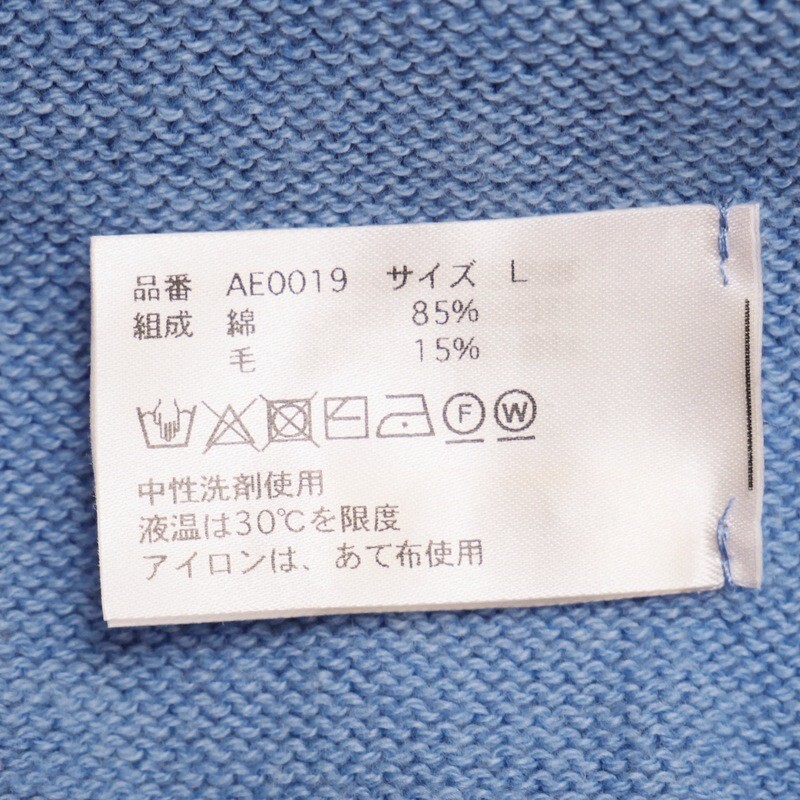 品番 AE0019 サイズ L
組成 綿 85%
毛 15%
F W
中性洗剤使用
液温は30℃を限度
アイロンは、あて布使用